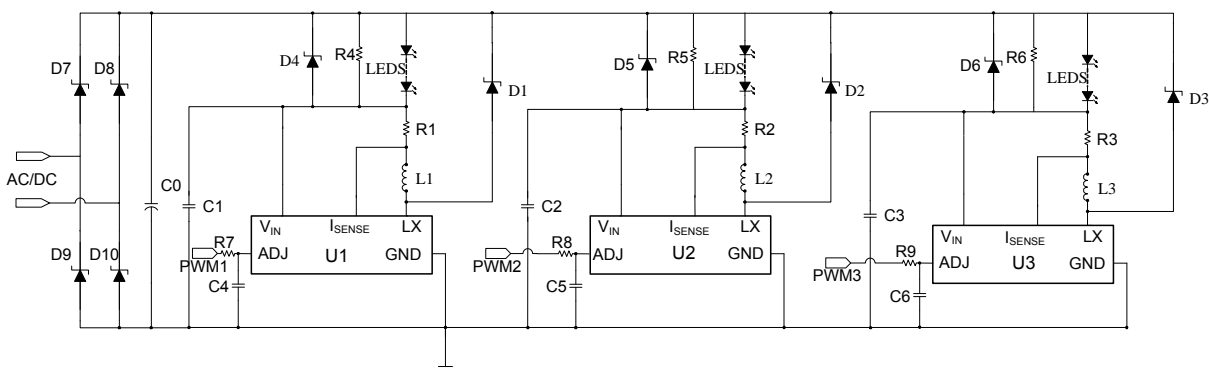 D7
D8
D4
R4
LEDS
D1
D5
R5
LEDS
D2
D6
R6
LEDS
D3
AC/DC
C0
C1
R1
L1
C2
R2
L2
C3
R3
L3
D9
D10
PWM1
R7
C4
VIN
ISENSE
LX
ADJ
U1
GND
PWM2
R8
C5
VIN
ISENSE
LX
ADJ
U2
GND
PWM3
R9
C6
VIN
ISENSE
LX
ADJ
U3
GND